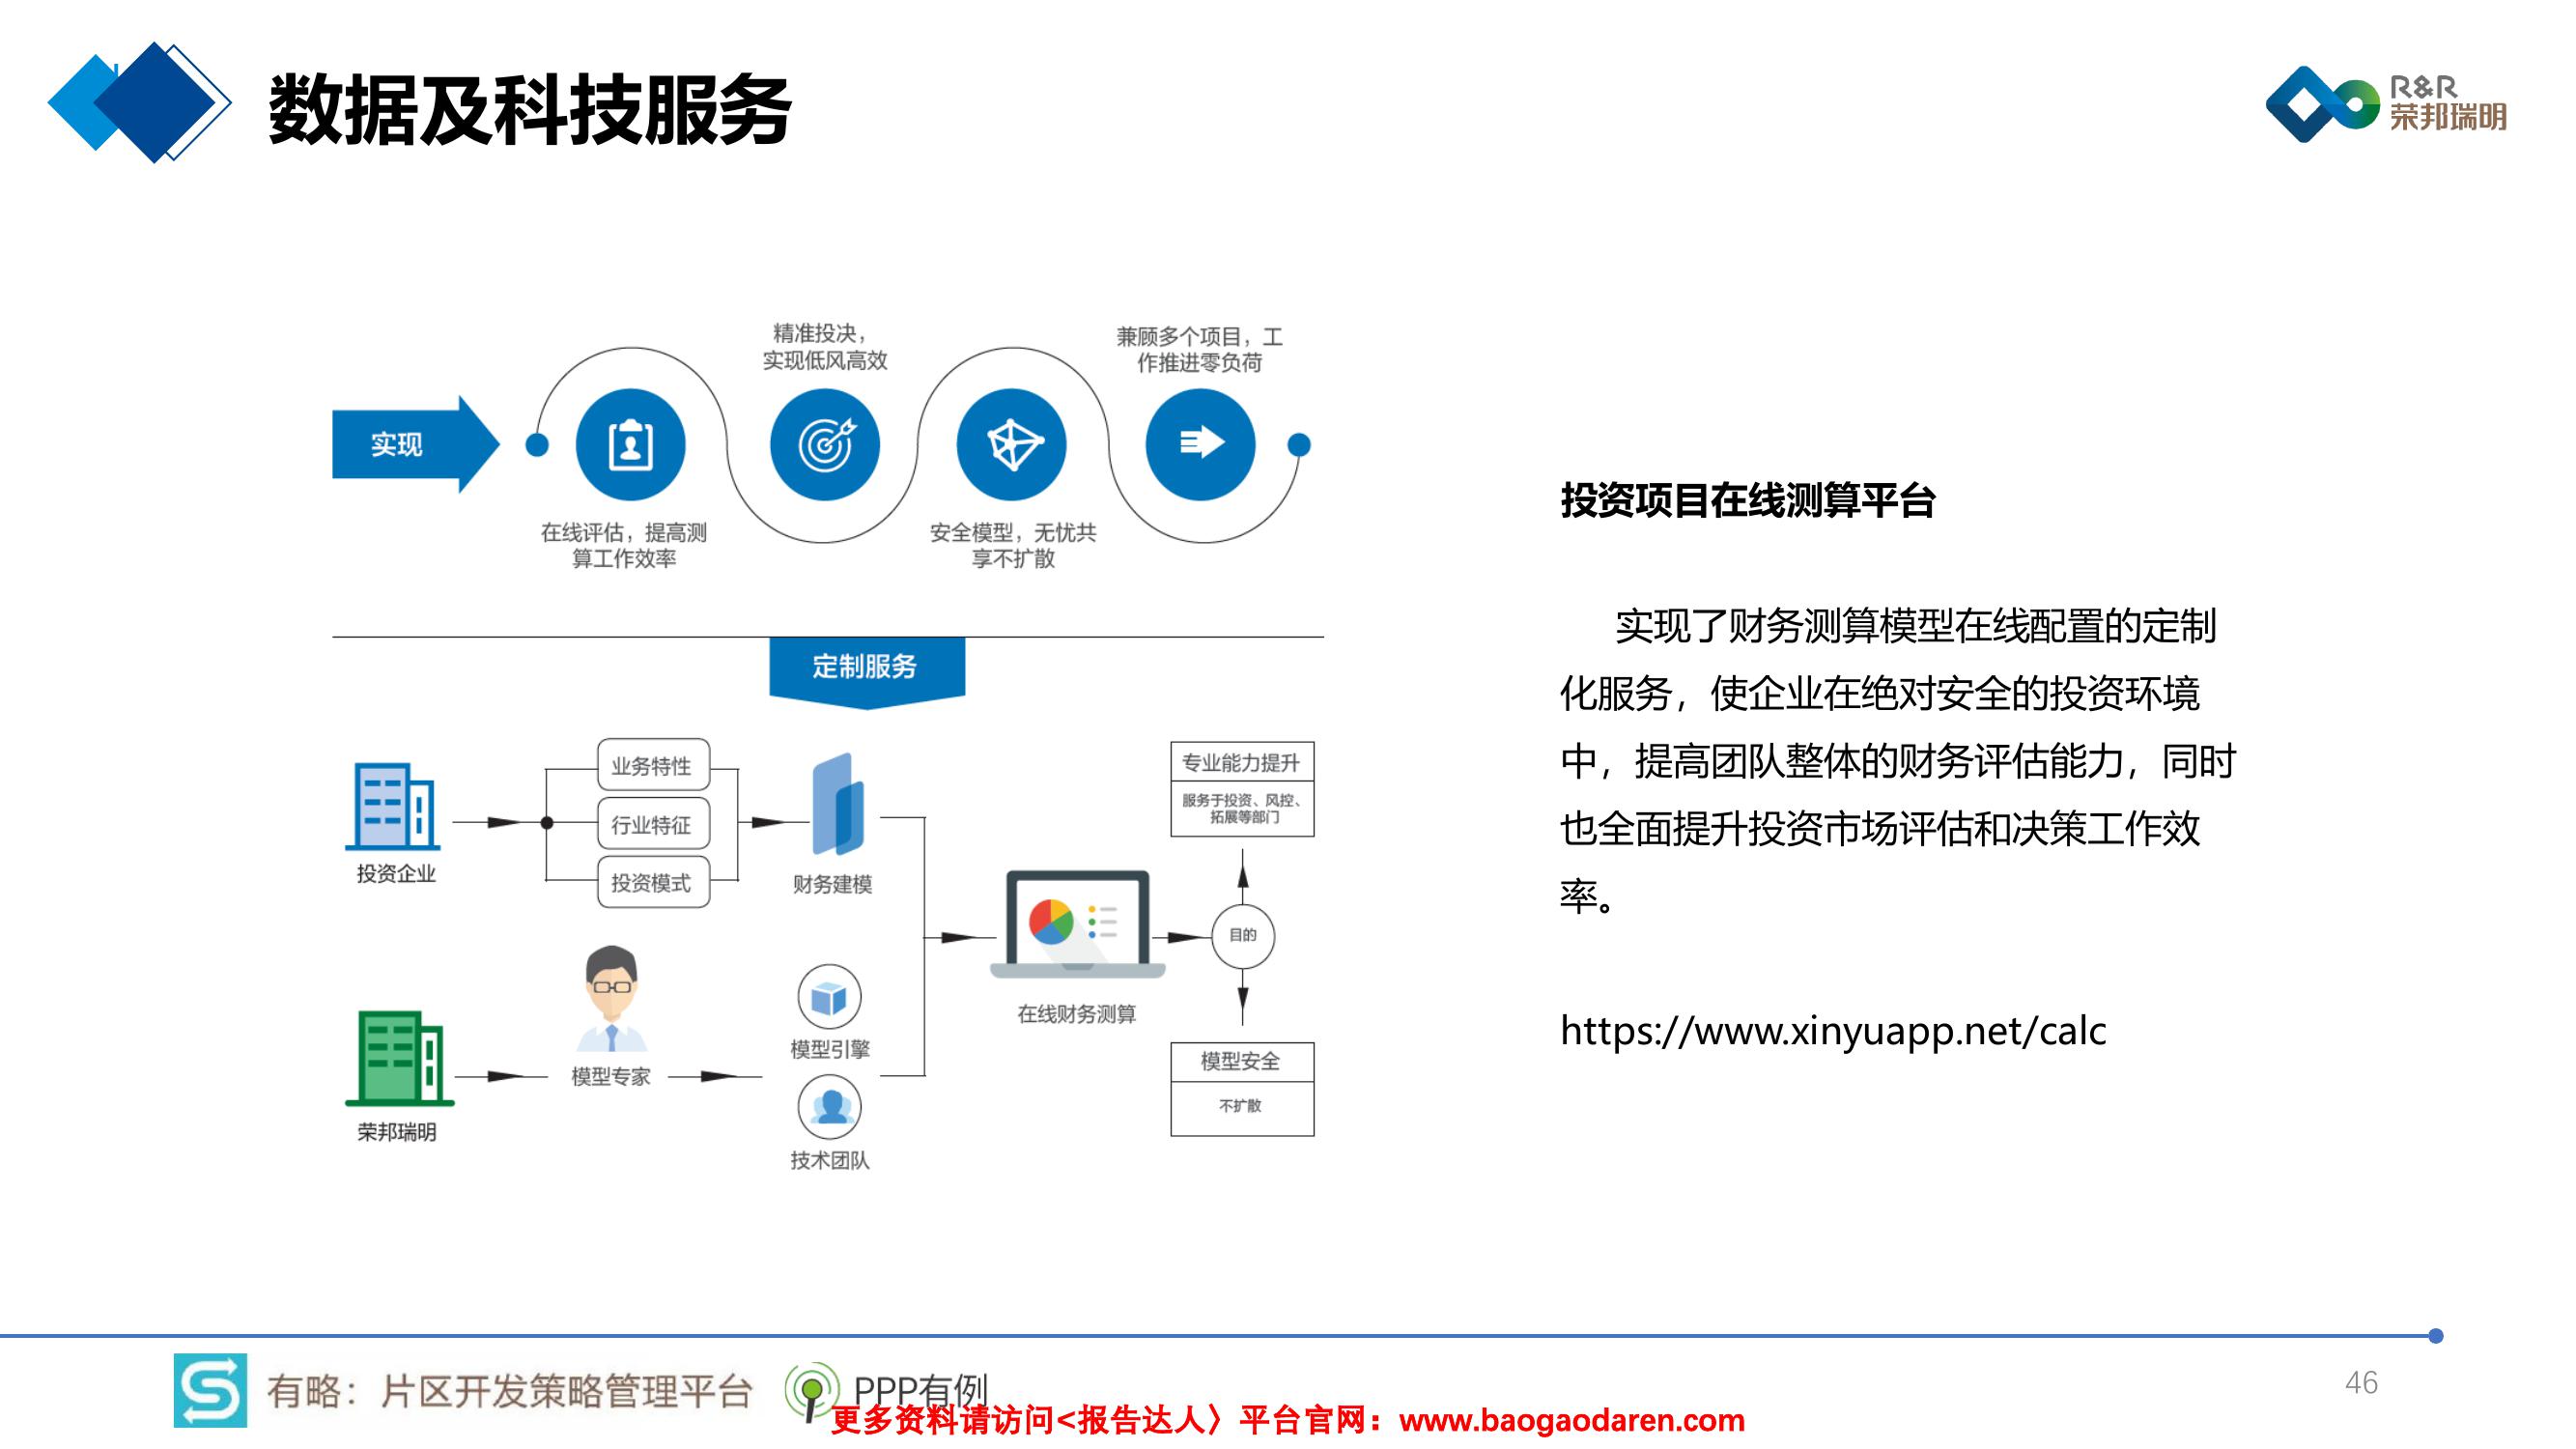 数据及科技服务
R&R
荣邦瑞明
精准投决，
实现低风高效
兼顾多个项目，工
作推进零负荷
实现
在线评估，提高测
算工作效率
安全模型，无忧共
享不扩散
定制服务
投资企业
业务特性
行业特征
投资模式
财务建模
荣邦瑞明
模型专家
模型引擎
技术团队
在线财务测算
目的
专业能力提升
服务于投资、风控、
拓展等部门
模型安全
不扩散
投资项目在线测算平台
实现了财务测算模型在线配置的定制
化服务，使企业在绝对安全的投资环境
中，提高团队整体的财务评估能力，同时
也全面提升投资市场评估和决策工作效
率。
https://www.xinyuapp.net/calc
有略：片区开发策略管理平台
PPP有例
46
更多资料请访问<报告达人〉平台官网：www.baogaodaren.com